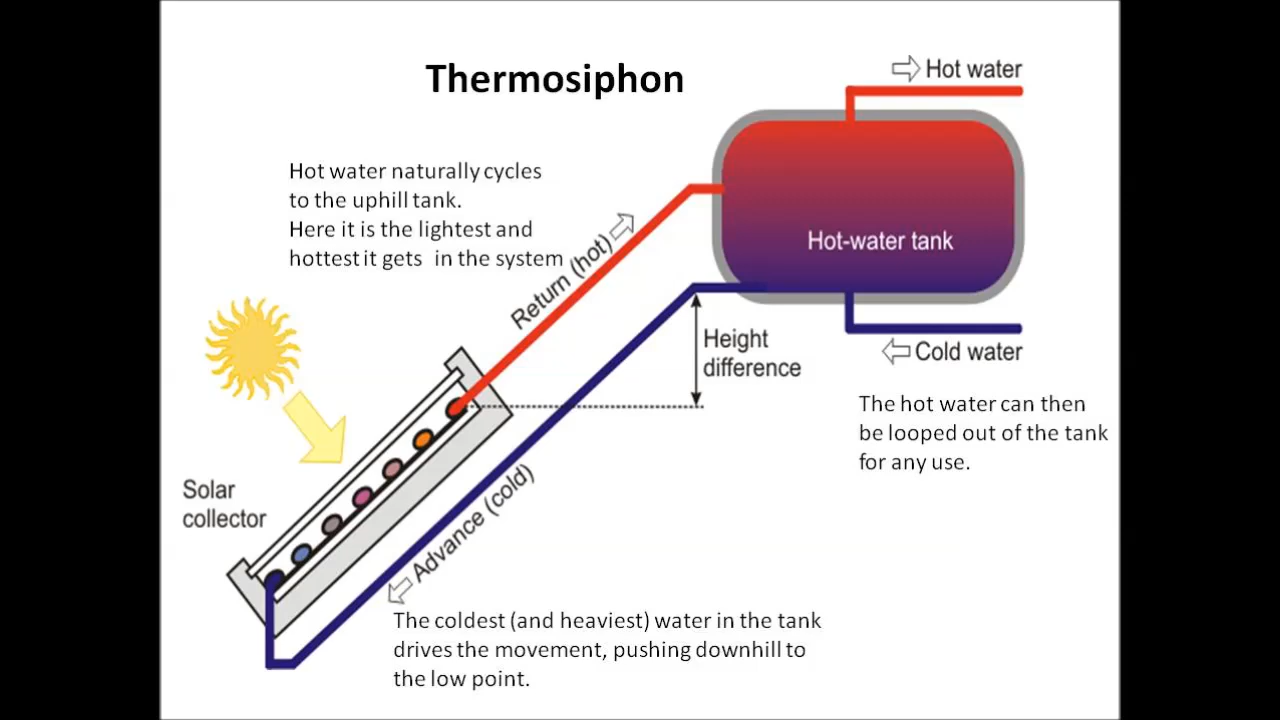 Thermosiphon
Hot water
Hot water naturally cycles
to the uphill tank.
Here it is the lightest and
hottest it gets in the system
Return (hot)
Hot-water tank
Height
difference
Cold water
The hot water can then
be looped out of the tank
for any use.
Solar
collector
Advance (cold)
The coldest (and heaviest) water in the tank
drives the movement, pushing downhill to
the low point.